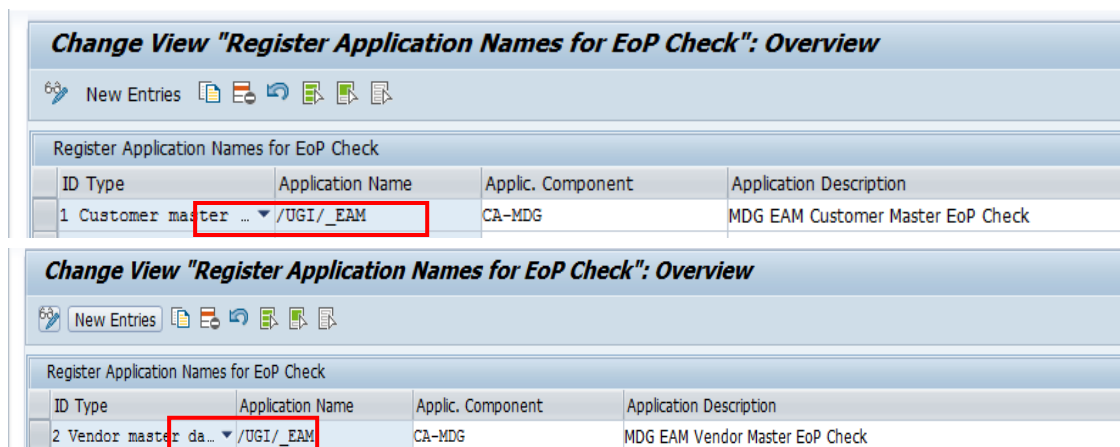 Change View "Register Application Names for EoP Check": Overview
New Entries
Register Application Names for EoP Check
ID Type Application Name Applic. Component Application Description
1 Customer master … /UGI/_EAM CA-MDG MDG EAM Customer Master EoP Check
Change View "Register Application Names for EoP Check": Overview
New Entries
Register Application Names for EoP Check
ID Type Application Name Applic. Component Application Description
2 Vendor master da… /UGI/_EAM CA-MDG MDG EAM Vendor Master EoP Check